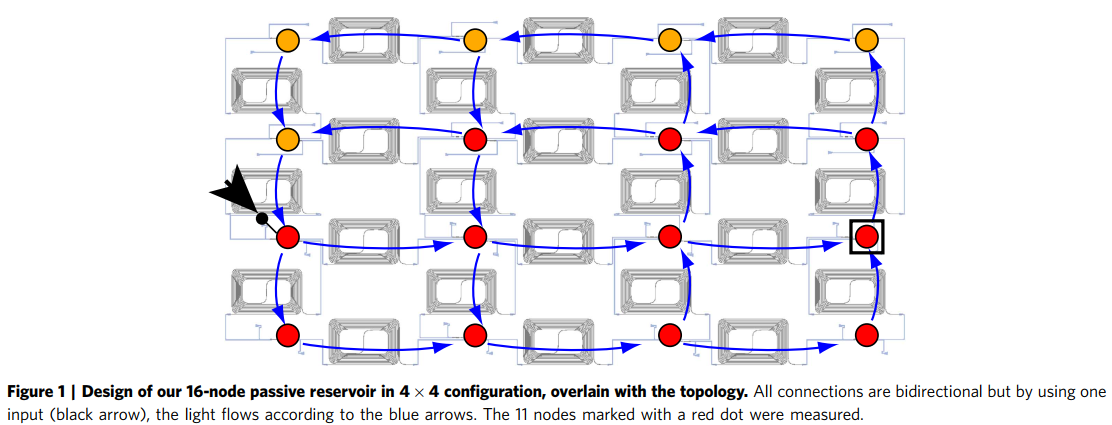 Figure 1 | Design of our 16-node passive reservoir in 4 × 4 configuration, overlain with the topology. All connections are bidirectional but by using one
input (black arrow), the light flows according to the blue arrows. The 11 nodes marked with a red dot were measured.